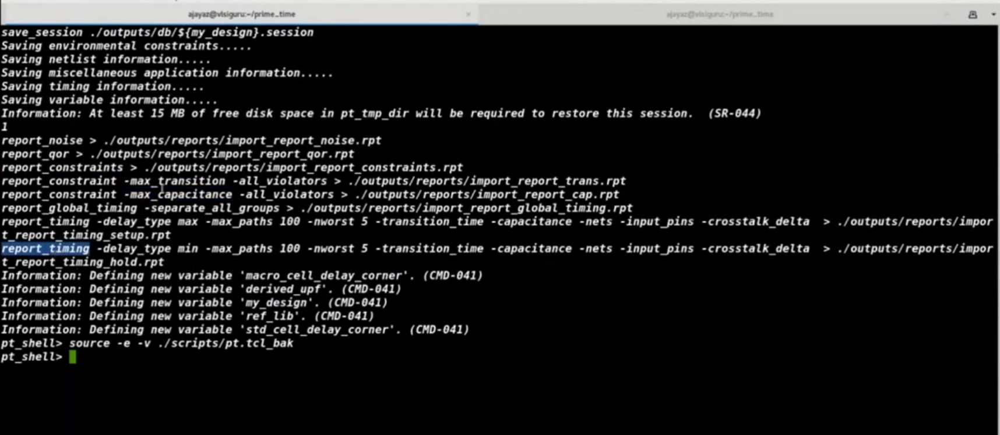 ajayaz@vlsiguru:~/prime_time
ajayaz@vlsiguru:~/prime_time
save_session ./outputs/db/${my_design}.session
Saving environmental constraints.....
Saving netlist information.....
Saving miscellaneous application information.....
Saving timing information.....
Saving variable information.....
Information: At least 15 MB of free disk space in pt_tmp_dir will be required to restore this session.  (SR-044)
1
report_noise > ./outputs/reports/import_report_noise.rpt
report_qor > ./outputs/reports/import_report_qor.rpt
report_constraints > ./outputs/reports/import_report_constraints.rpt
report_constraint -max_transition -all_violators > ./outputs/reports/import_report_trans.rpt
report_constraint -max_capacitance -all_violators > ./outputs/reports/import_report_cap.rpt
report_global_timing -separate_all_groups > ./outputs/reports/import_report_global_timing.rpt
report_timing -delay_type max -max_paths 100 -nworst 5 -transition_time -capacitance -nets -input_pins -crosstalk_delta  > ./outputs/reports/impor
t_report_timing_setup.rpt
report_timing -delay_type min -max_paths 100 -nworst 5 -transition_time -capacitance -nets -input_pins -crosstalk_delta  > ./outputs/reports/impor
t_report_timing_hold.rpt
Information: Defining new variable 'macro_cell_delay_corner'. (CMD-041)
Information: Defining new variable 'derived_upf'. (CMD-041)
Information: Defining new variable 'my_design'. (CMD-041)
Information: Defining new variable 'ref_lib'. (CMD-041)
Information: Defining new variable 'std_cell_delay_corner'. (CMD-041)
pt_shell> source -e -v ./scripts/pt.tcl_bak
pt_shell>